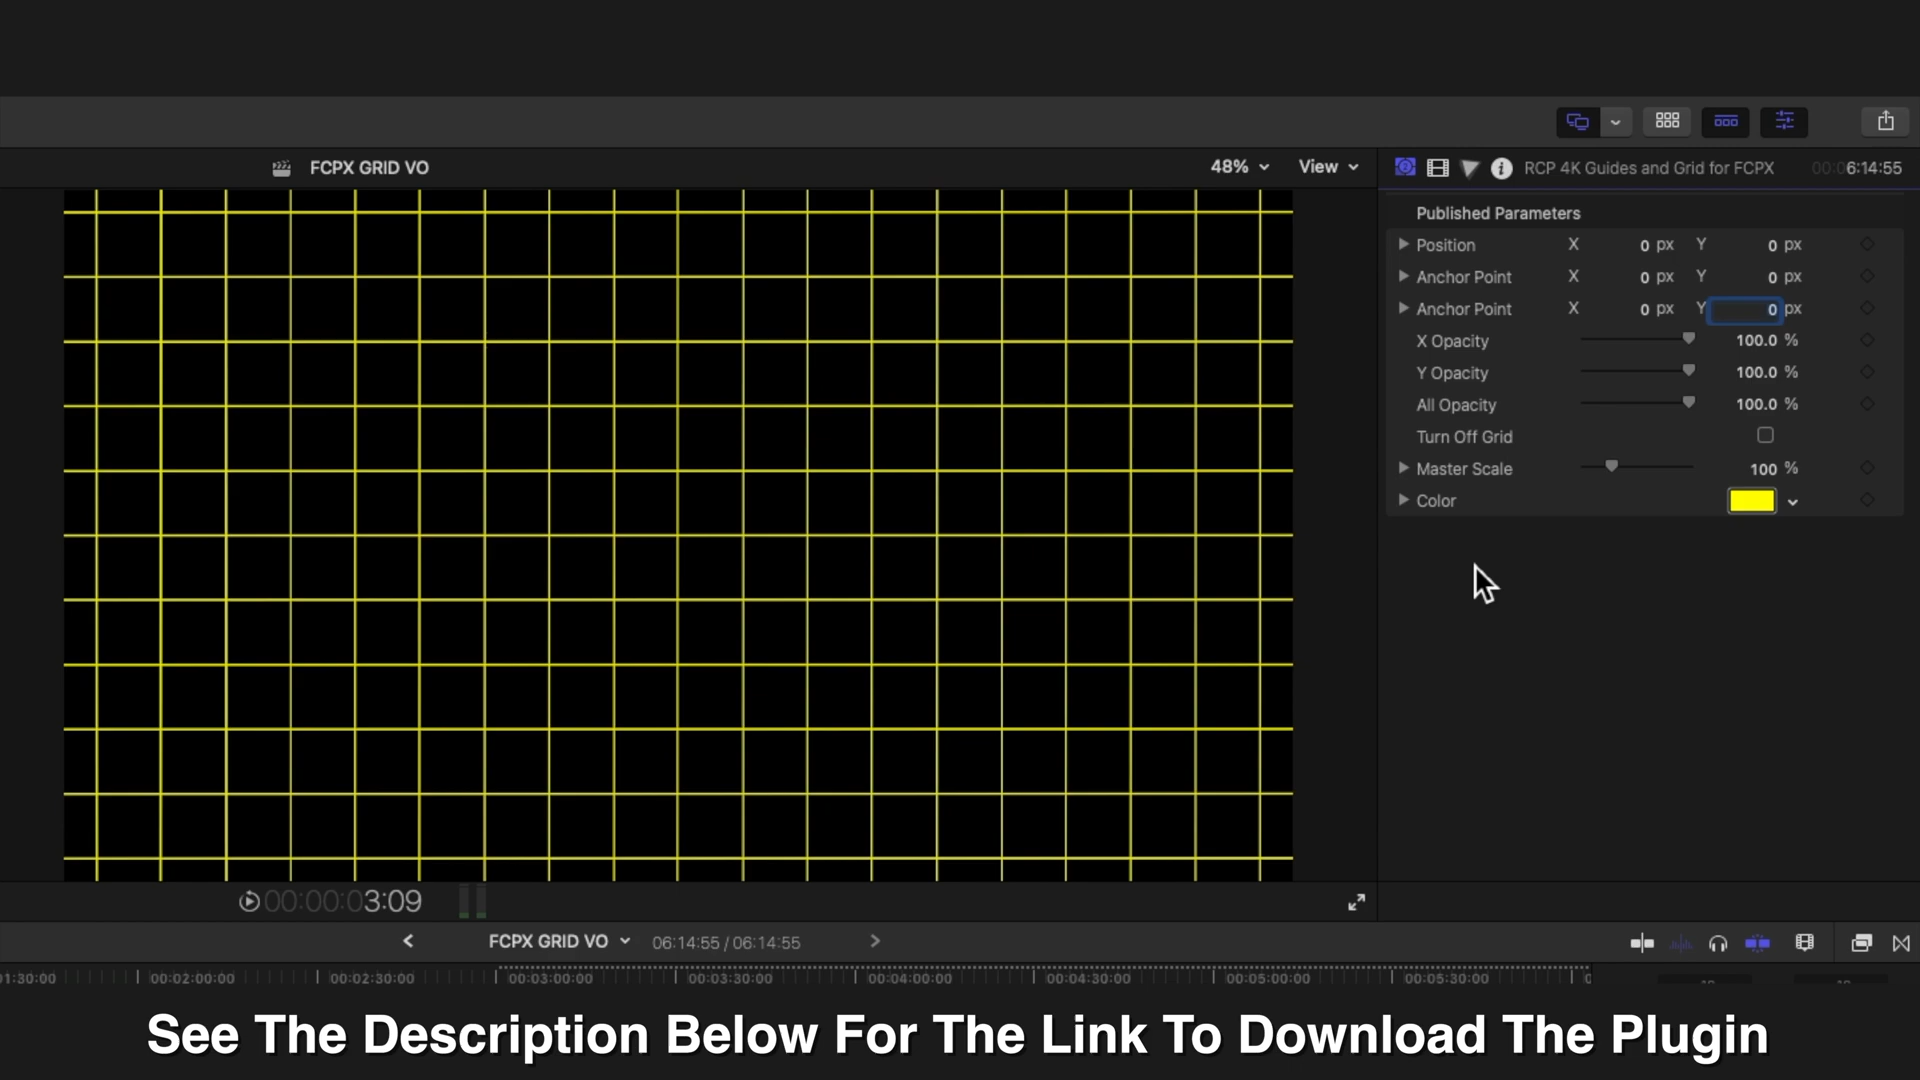 FCPX GRID VO
48%
View
RCP 4K Guides and Grid for FCPX
00:06:14:55
Published Parameters
Position X 0 px Y 0 px
Anchor Point X 0 px Y 0 px
Anchor Point X 0 px Y 0 px
X Opacity 100.0 %
Y Opacity 100.0 %
All Opacity 100.0 %
Turn Off Grid
Master Scale 100 %
Color
00:00:03:09
FCPX GRID VO
06:14:55 / 06:14:55
1:30:00 00:02:00:00 00:02:30:00 00:03:00:00 00:03:30:00 00:04:00:00 00:04:30:00 00:05:00:00 00:05:30:00
See The Description Below For The Link To Download The Plugin